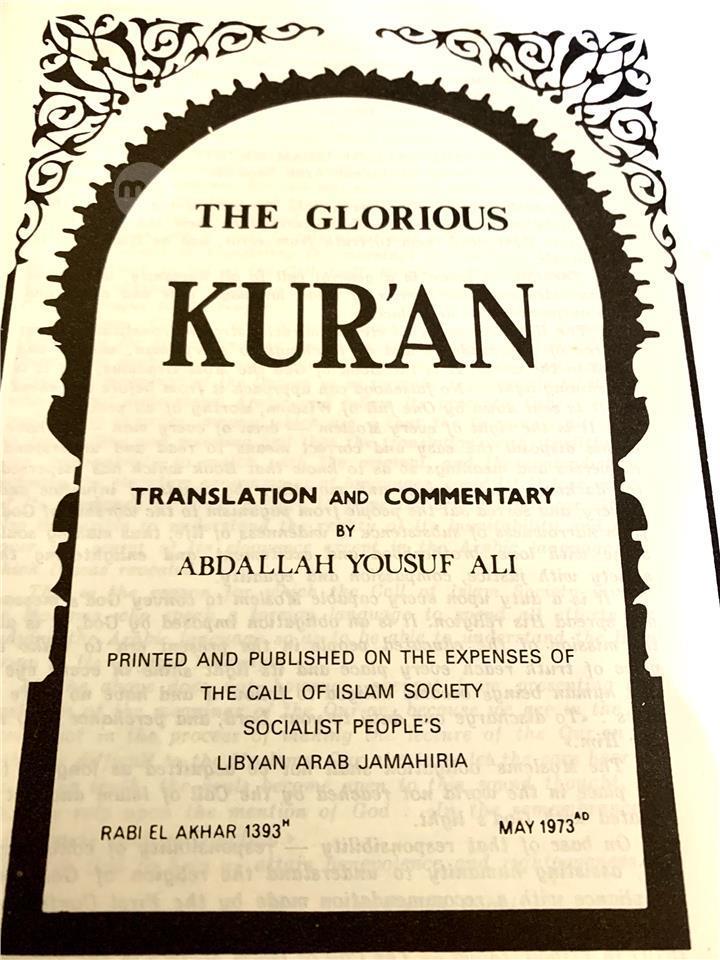 THE GLORIOUS
KUR'AN
TRANSLATION AND COMMENTARY
BY
ABDALLAH YOUSUF ALI
PRINTED AND PUBLISHED ON THE EXPENSES OF
THE CALL OF ISLAM SOCIETY
SOCIALIST PEOPLE'S
LIBYAN ARAB JAMAHIRIA
RABI EL AKHAR 1393H MAY 1973AD